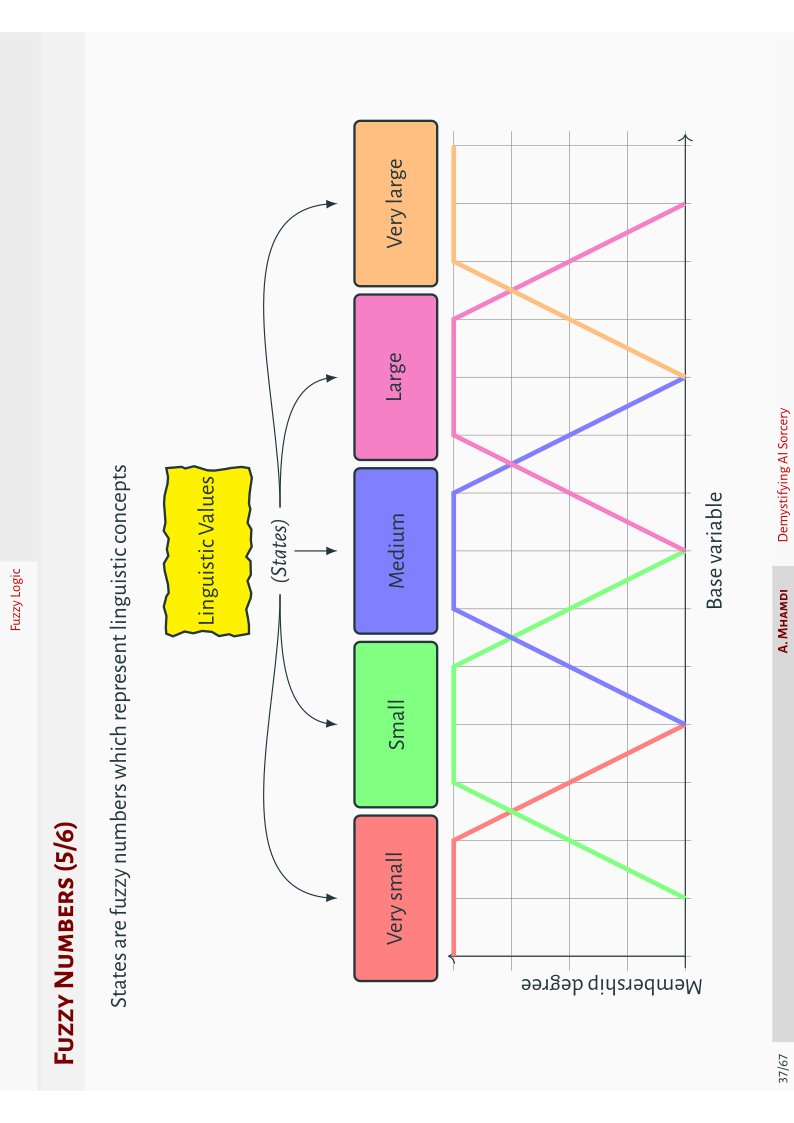 Fuzzy Logic
Fuzzy Numbers (5/6)
States are fuzzy numbers which represent linguistic concepts
Linguistic Values
(States)
Very small
Small
Medium
Large
Very large
Membership degree
Base variable
37/67
A. Mhamdi
Demystifying AI Sorcery